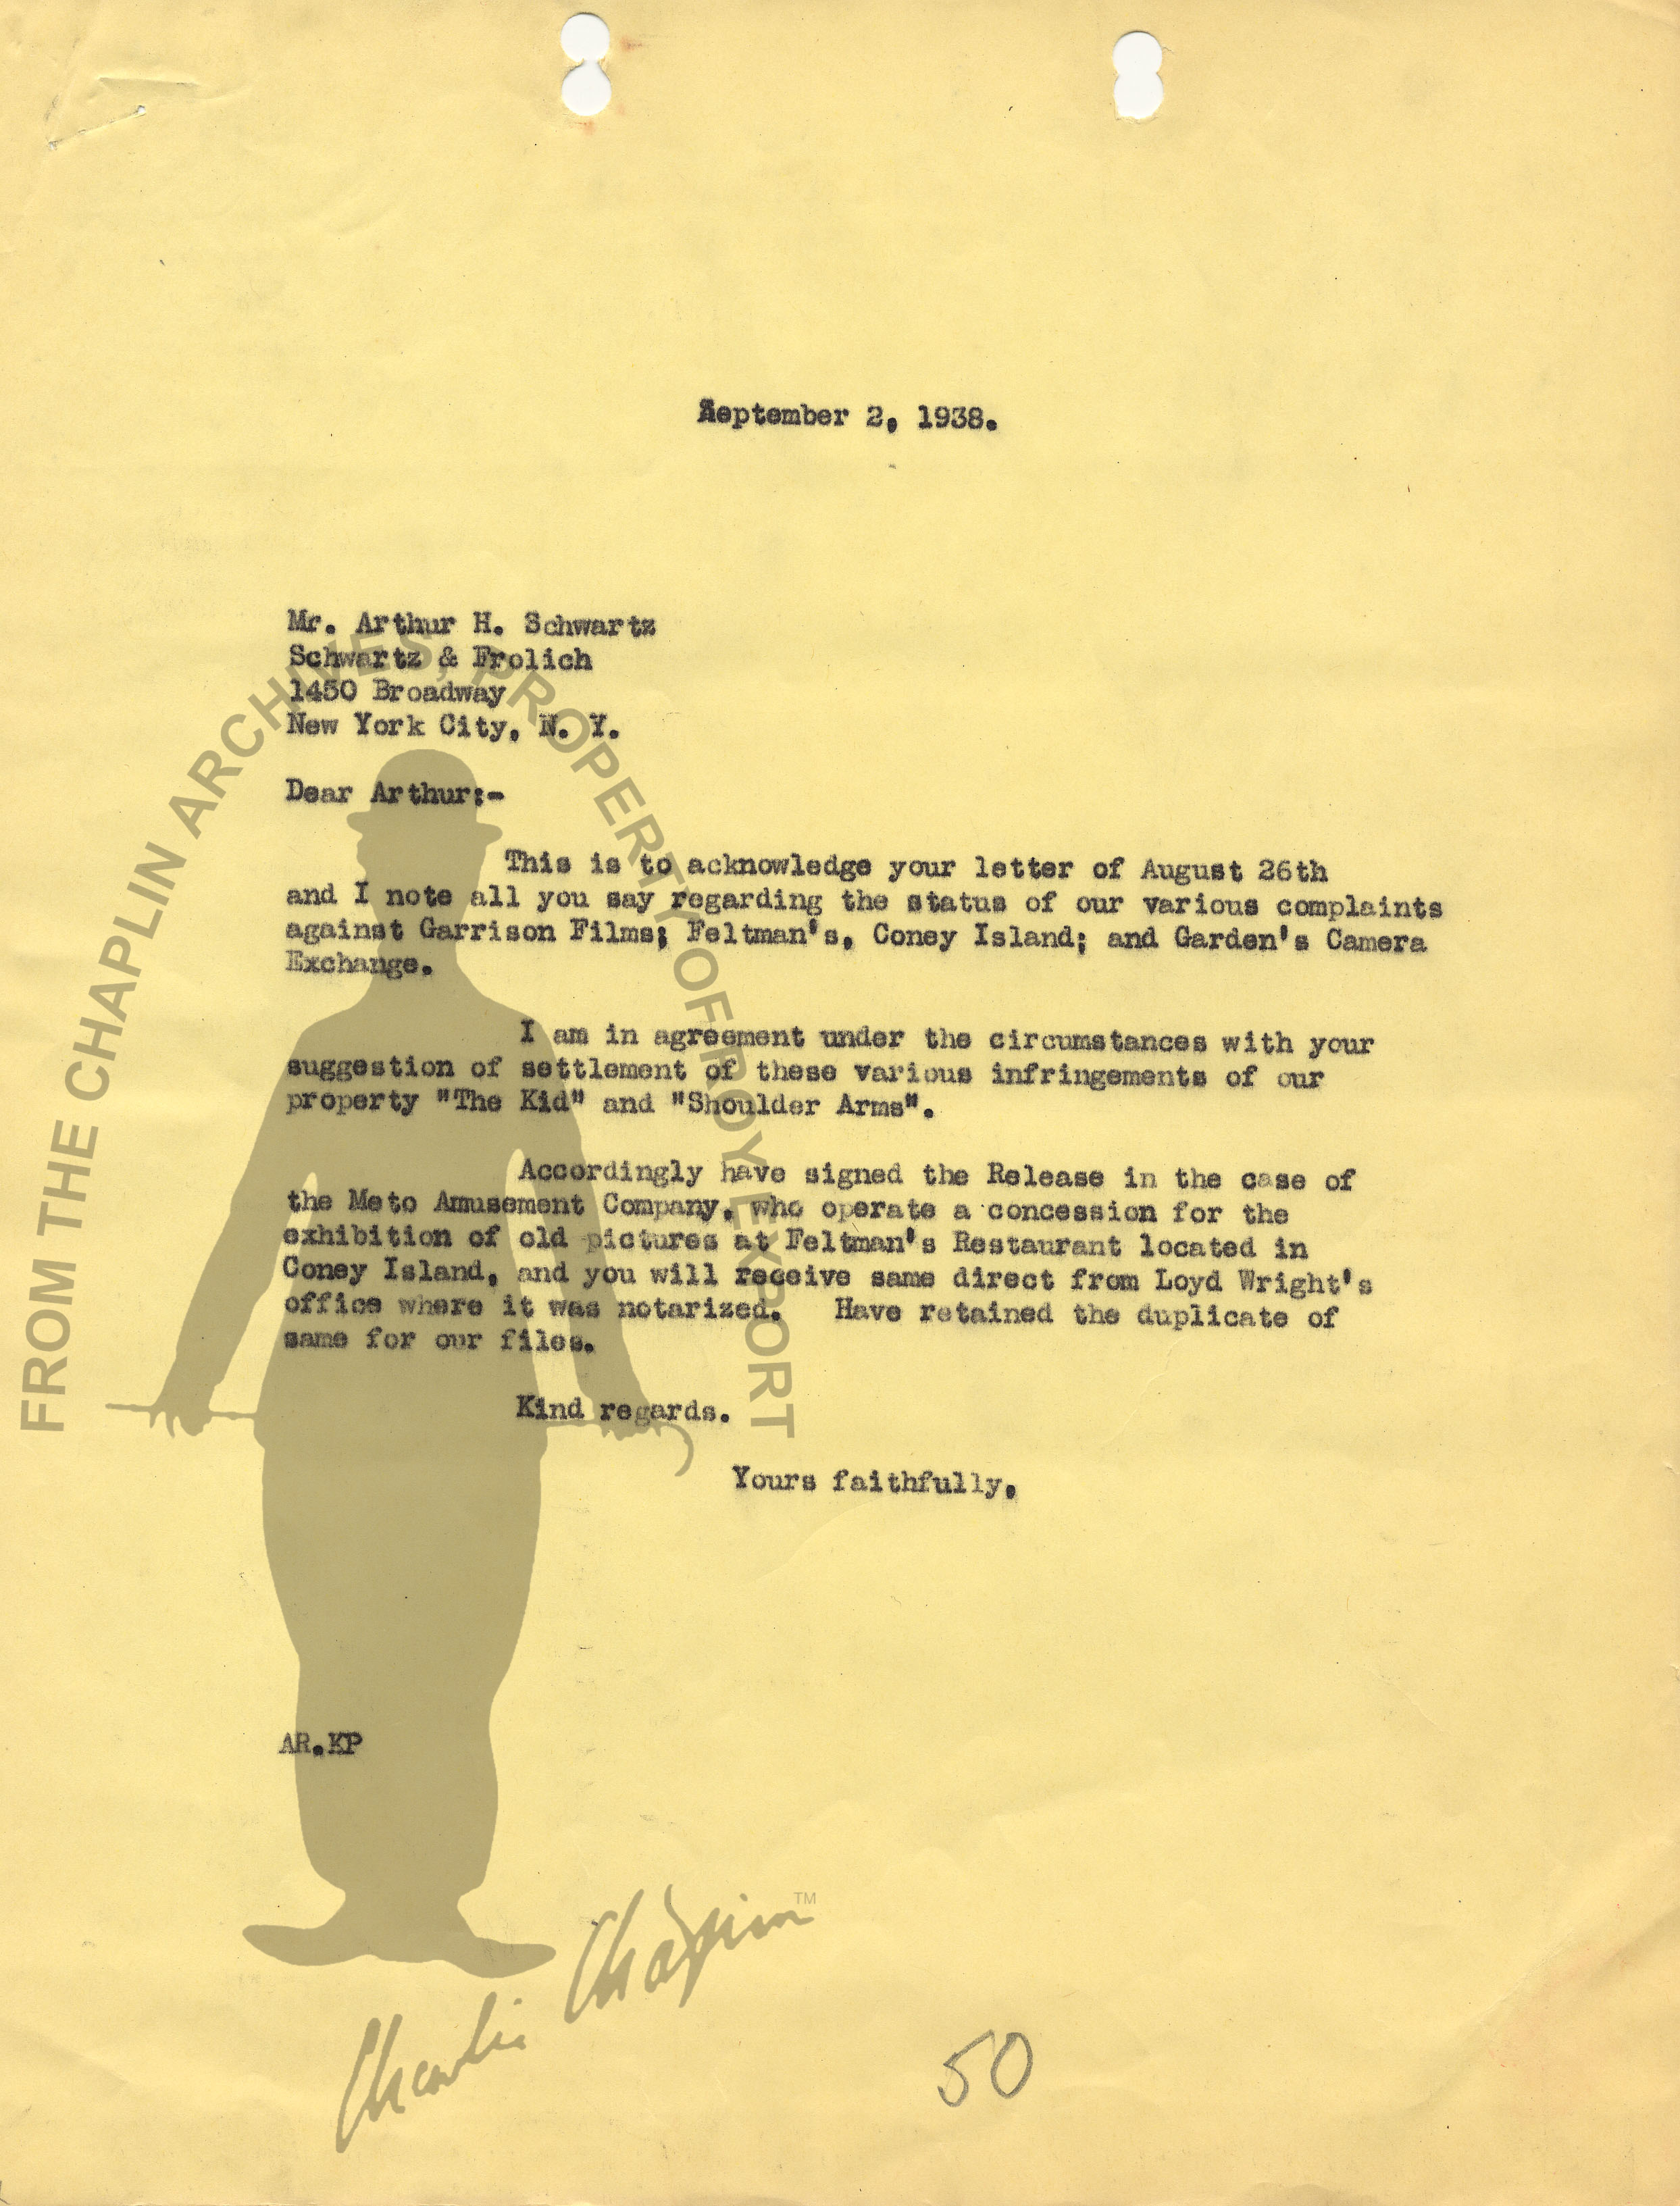 September 2, 1938.
Mr. Arthur H. Schwartz
Schwartz & Frolich
1450 Broadway
New York City, N. Y.
Dear Arthur:-
This is to acknowledge your letter of August 26th
and I note all you say regarding the status of our various complaints
against Garrison Films; Feltman's, Coney Island; and Garden's Camera
Exchange.
I am in agreement under the circumstances with your
suggestion of settlement of these various infringements of our
property "The Kid" and "Shoulder Arms".
Accordingly have signed the Release in the case of
the Meto Amusement Company, who operate a concession for the
exhibition of old pictures at Feltman's Restaurant located in
Coney Island, and you will receive same direct from Loyd Wright's
office where it was notarized. Have retained the duplicate of
same for our files.
Kind regards.
Yours faithfully,
AR.KP
50
FROM THE CHAPLIN ARCHIVES, PROPERTY OF ROY EXPORT
Charlie Chaplin TM